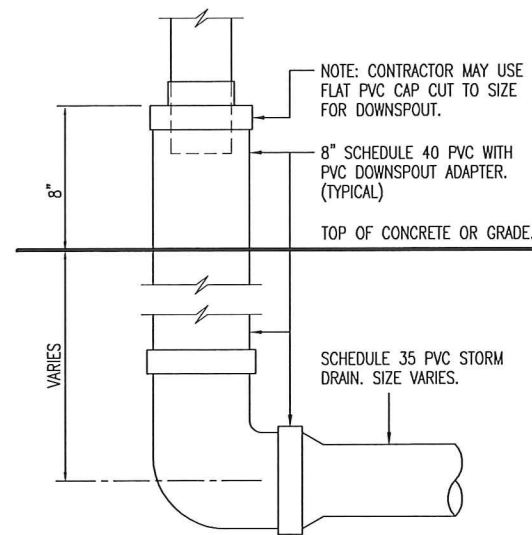 NOTE: CONTRACTOR MAY USE
FLAT PVC CAP CUT TO SIZE
FOR DOWNSPOUT.
8" SCHEDULE 40 PVC WITH
PVC DOWNSPOUT ADAPTER.
(TYPICAL)
8"
TOP OF CONCRETE OR GRADE.
VARIES
SCHEDULE 35 PVC STORM
DRAIN. SIZE VARIES.